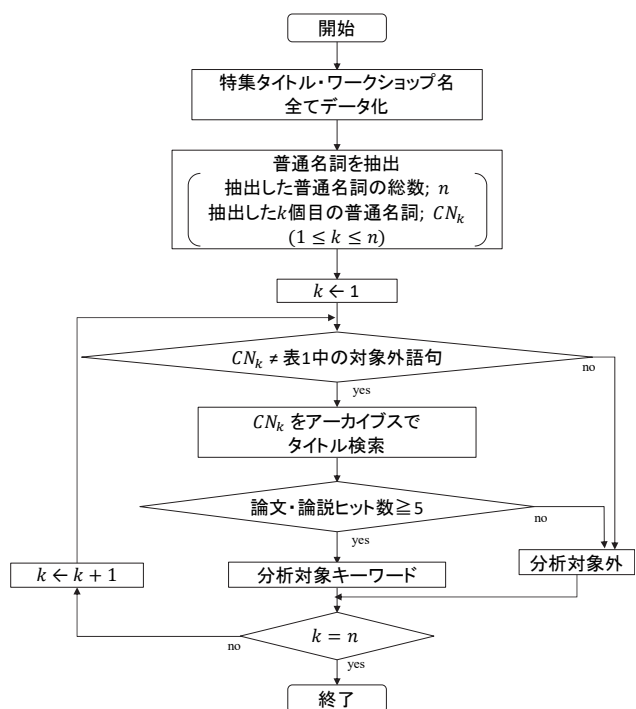 開始
特集タイトル・ワークショップ名
全てデータ化
普通名詞を抽出
抽出した普通名詞の総数; n
抽出したk個目の普通名詞; CNₖ
(1 ≤ k ≤ n)
k ← 1
CNₖ ≠ 表1中の対象外語句
no
yes
CNₖ をアーカイブスで
タイトル検索
論文・論説ヒット数≧5
no
yes
k ← k + 1
分析対象キーワード
分析対象外
k = n
no
yes
終了